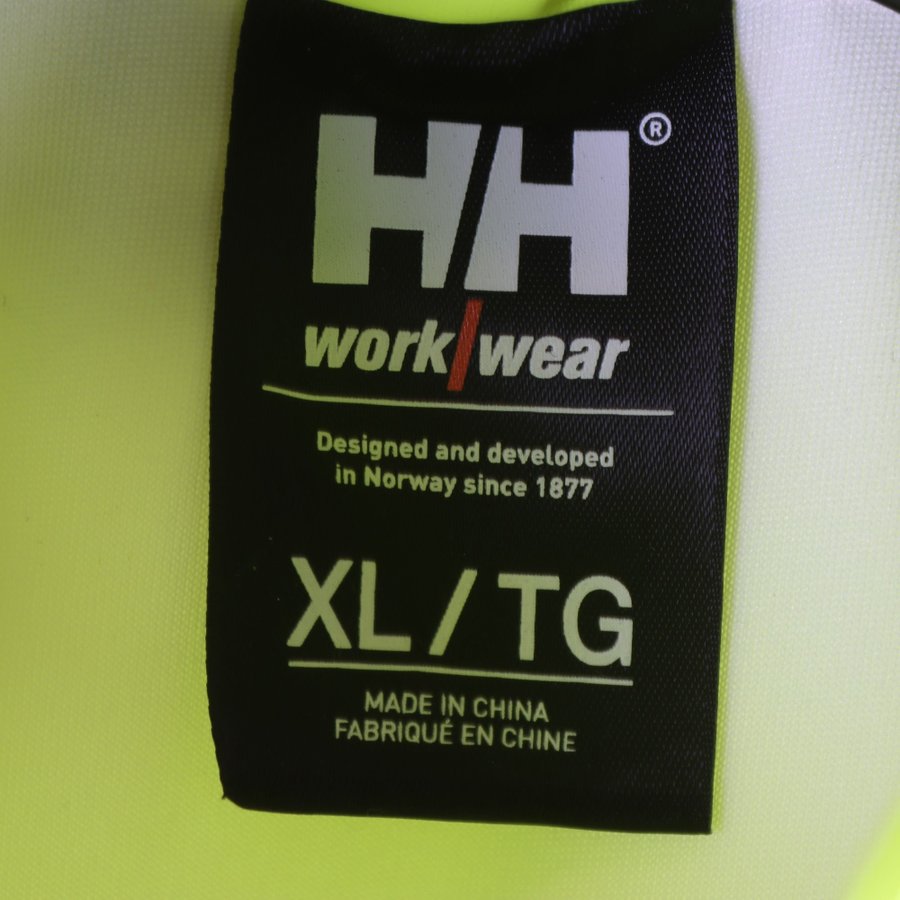 HH®
work/wear
Designed and developed
in Norway since 1877
XL / TG
MADE IN CHINA
FABRIQUÉ EN CHINE